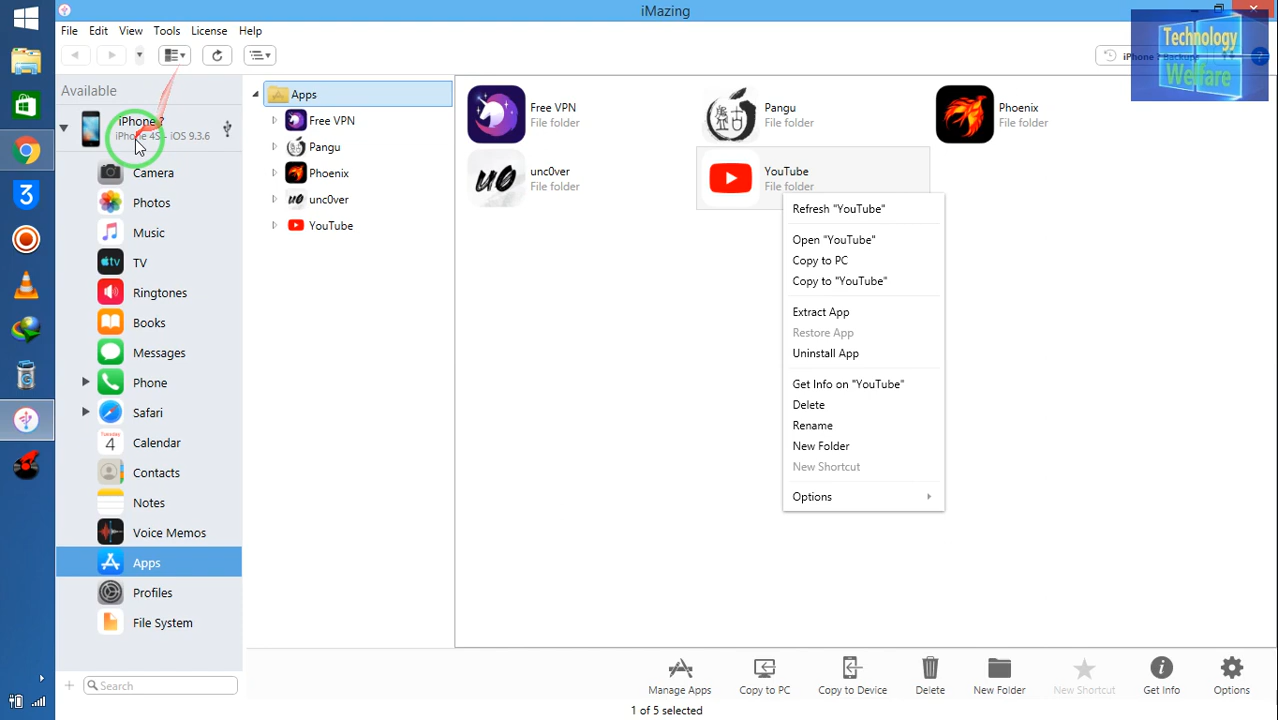 iMazing
File Edit View Tools License Help
Technology
Welfare
Available
iPhone ?
iPhone 4S - iOS 9.3.6
Camera
Photos
Music
TV
Ringtones
Books
Messages
Phone
Safari
Tuesday
4
Calendar
Contacts
Notes
Voice Memos
Apps
Profiles
File System
Search
Apps
Free VPN
Pangu
Phoenix
unc0ver
YouTube
Free VPN
File folder
Pangu
File folder
Phoenix
File folder
unc0ver
File folder
YouTube
File folder
Refresh "YouTube"
Open "YouTube"
Copy to PC
Copy to "YouTube"
Extract App
Restore App
Uninstall App
Get Info on "YouTube"
Delete
Rename
New Folder
New Shortcut
Options
Manage Apps
Copy to PC
Copy to Device
Delete
New Folder
New Shortcut
Get Info
Options
1 of 5 selected